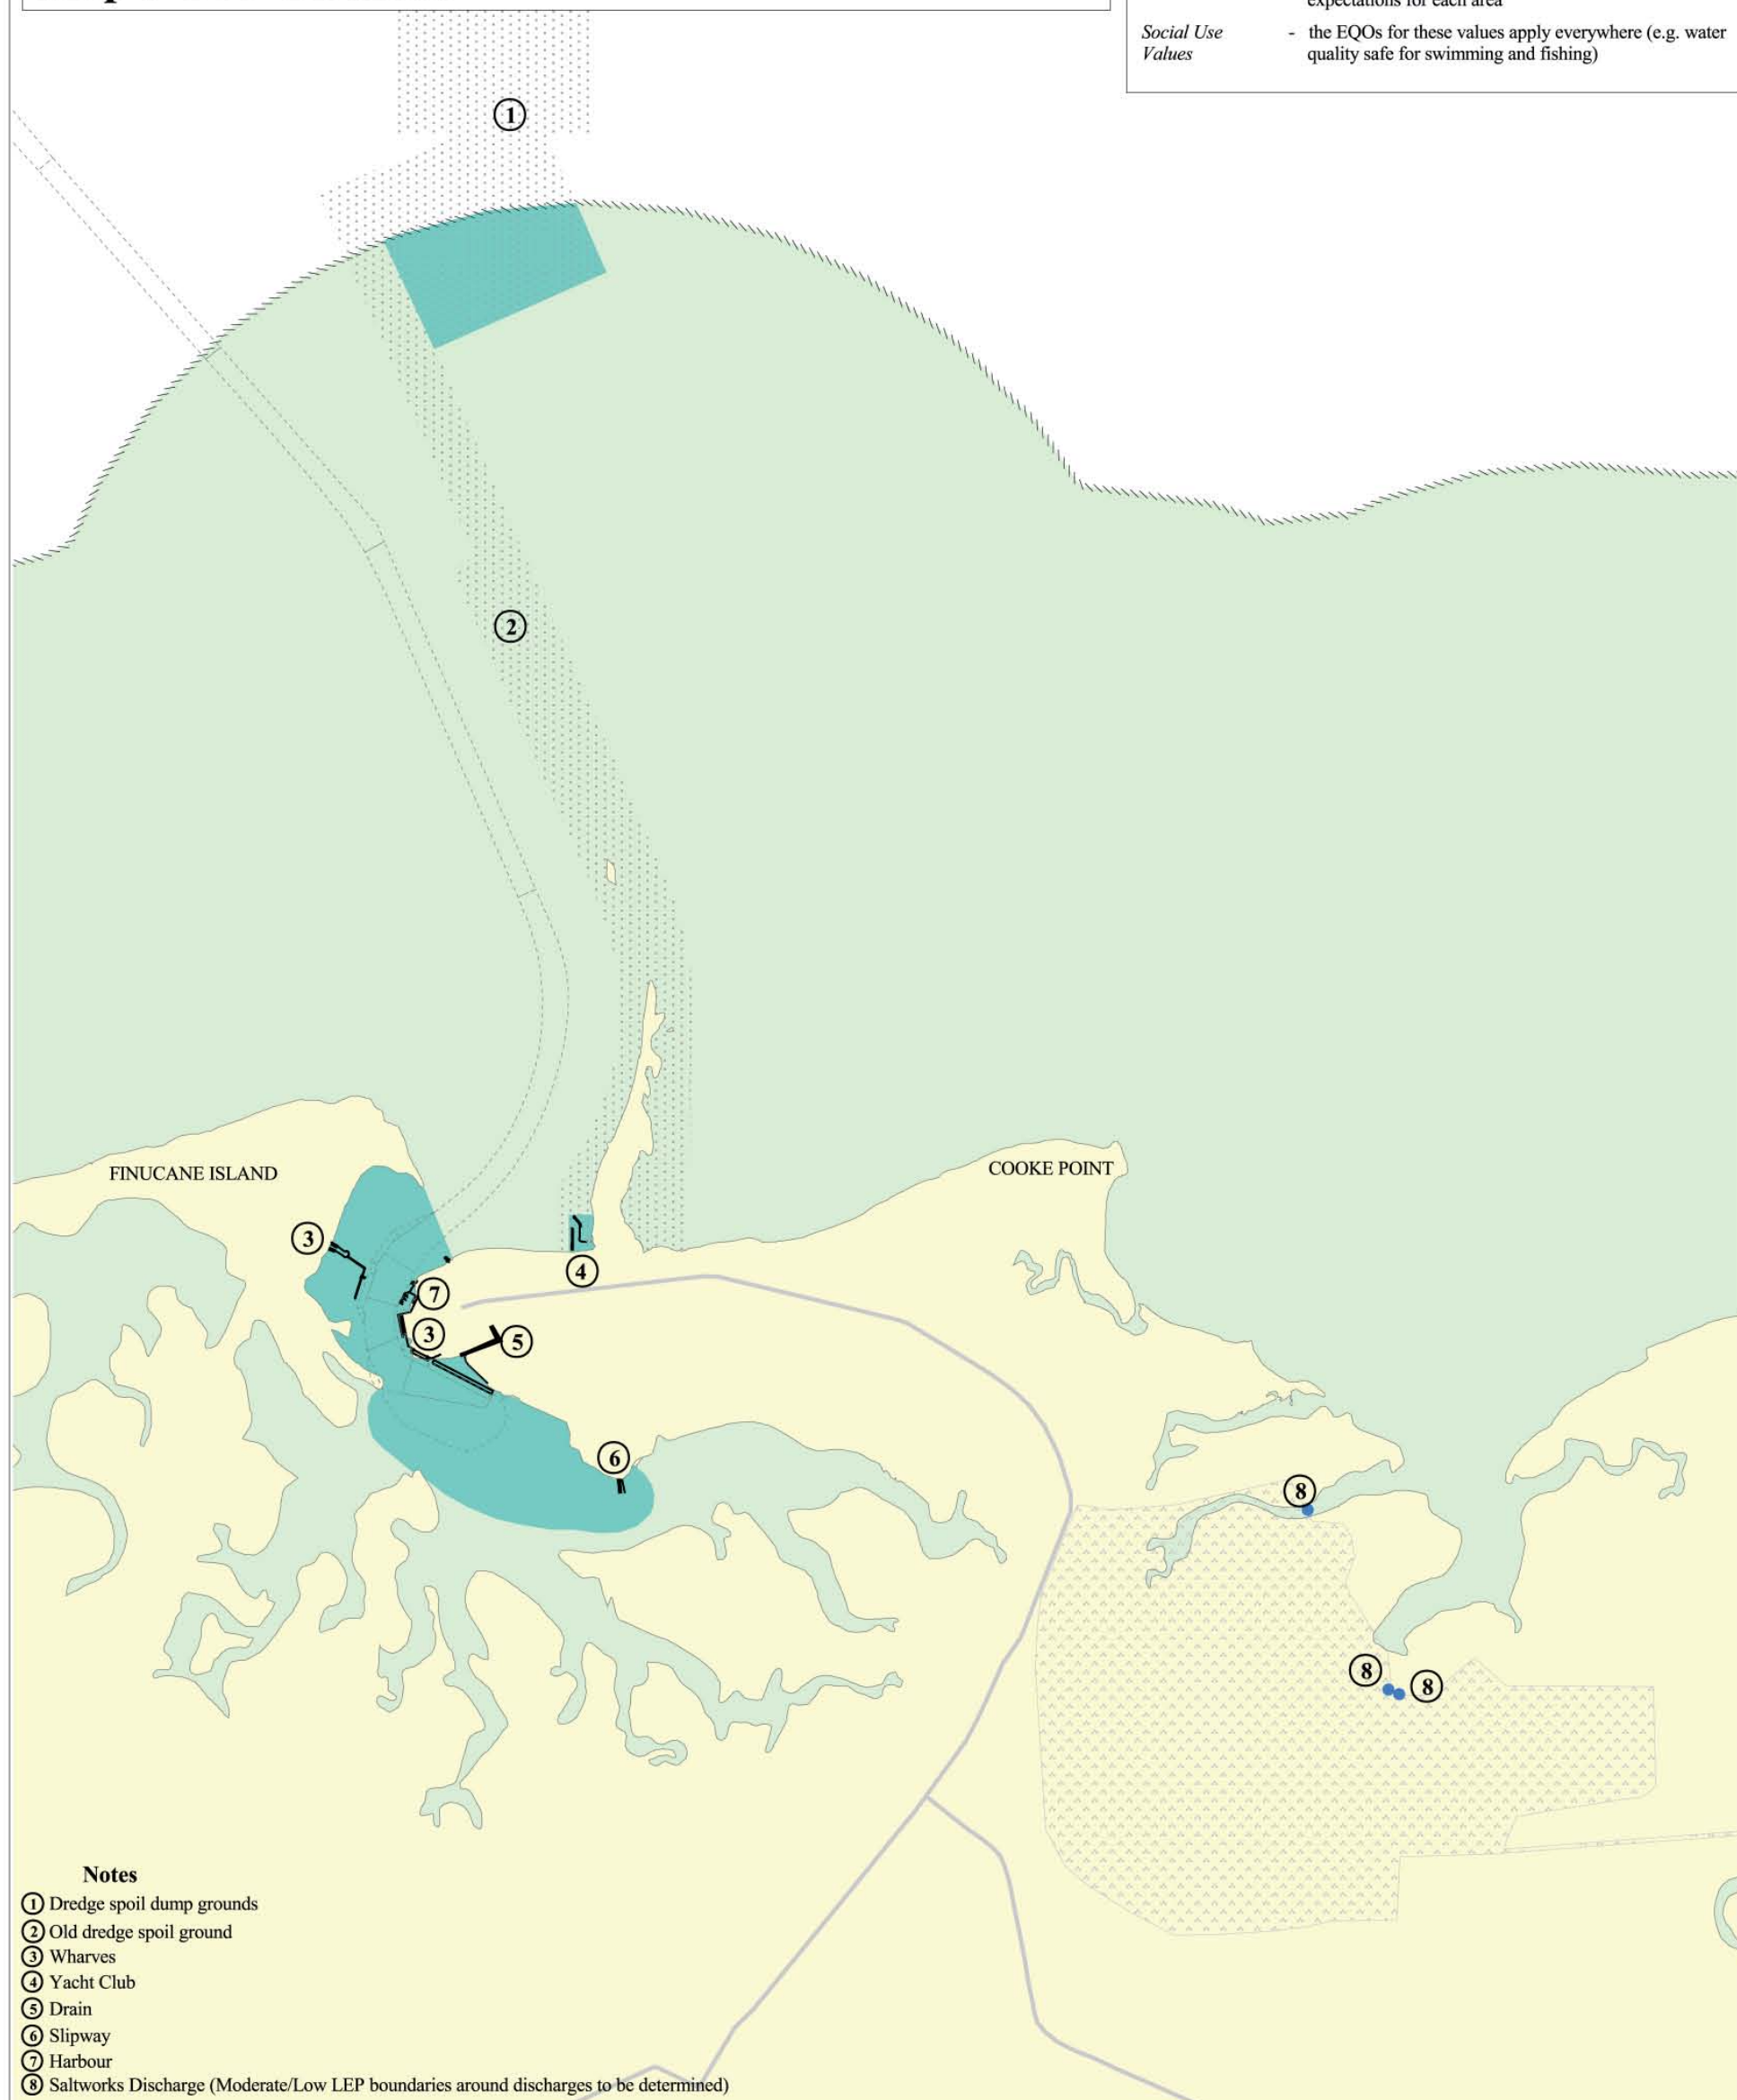 expectations for each area
Social Use - the EQOs for these values apply everywhere (e.g. water
Values quality safe for swimming and fishing)
1
2
FINUCANE ISLAND
COOKE POINT
3
4
7
3
5
6
8
8
8
Notes
1 Dredge spoil dump grounds
2 Old dredge spoil ground
3 Wharves
4 Yacht Club
5 Drain
6 Slipway
7 Harbour
8 Saltworks Discharge (Moderate/Low LEP boundaries around discharges to be determined)